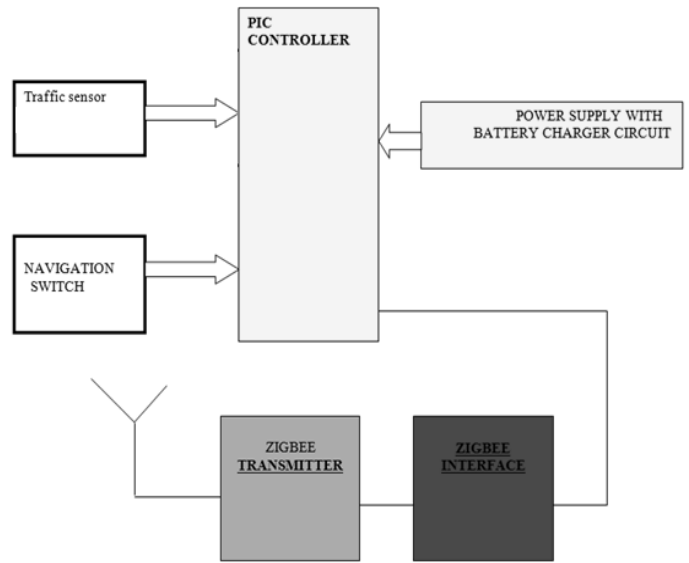 PIC
CONTROLLER
Traffic sensor
POWER SUPPLY WITH
BATTERY CHARGER CIRCUIT
NAVIGATION
SWITCH
ZIGBEE
TRANSMITTER
ZIGBEE
INTERFACE